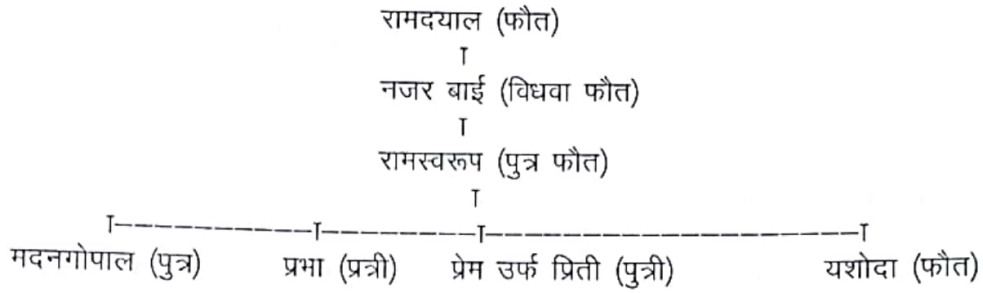 रामदयाल (फौत)
नजर बाई (विधवा फौत)
रामस्वरूप (पुत्र फौत)
मदनगोपाल (पुत्र) प्रभा (प्रत्री) प्रेम उर्फ प्रिती (पुत्री) यशोदा (फौत)